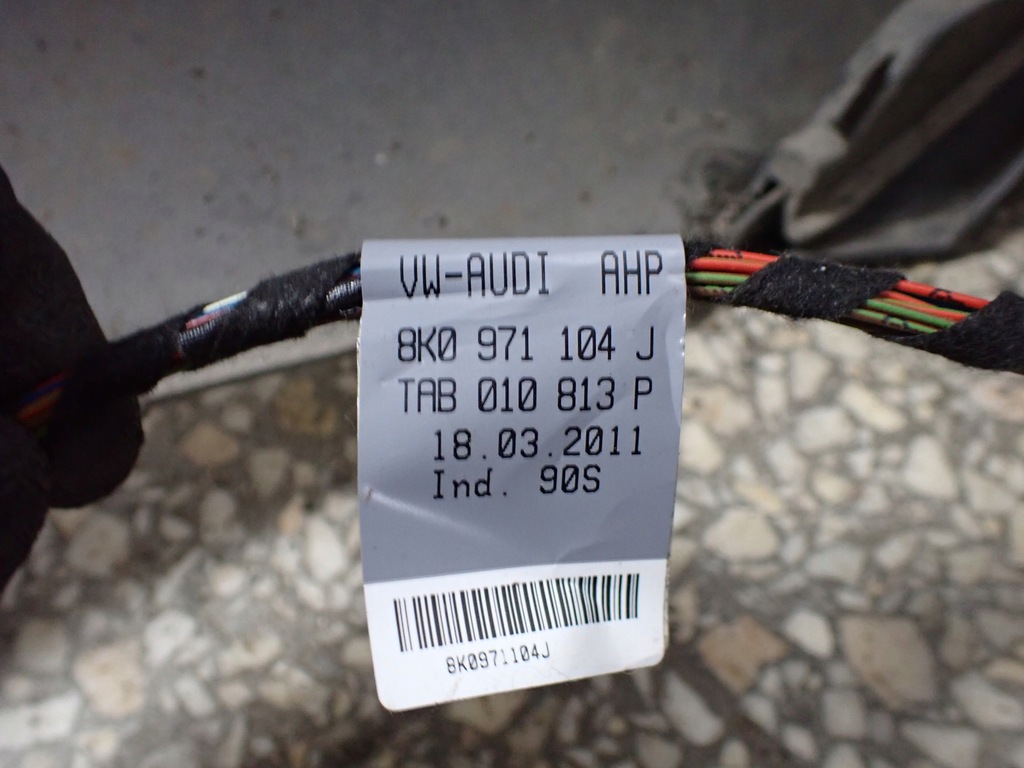 VW-AUDI AHP
8K0 971 104 J
TAB 010 813 P
18.03.2011
Ind. 90S
8K0971104J